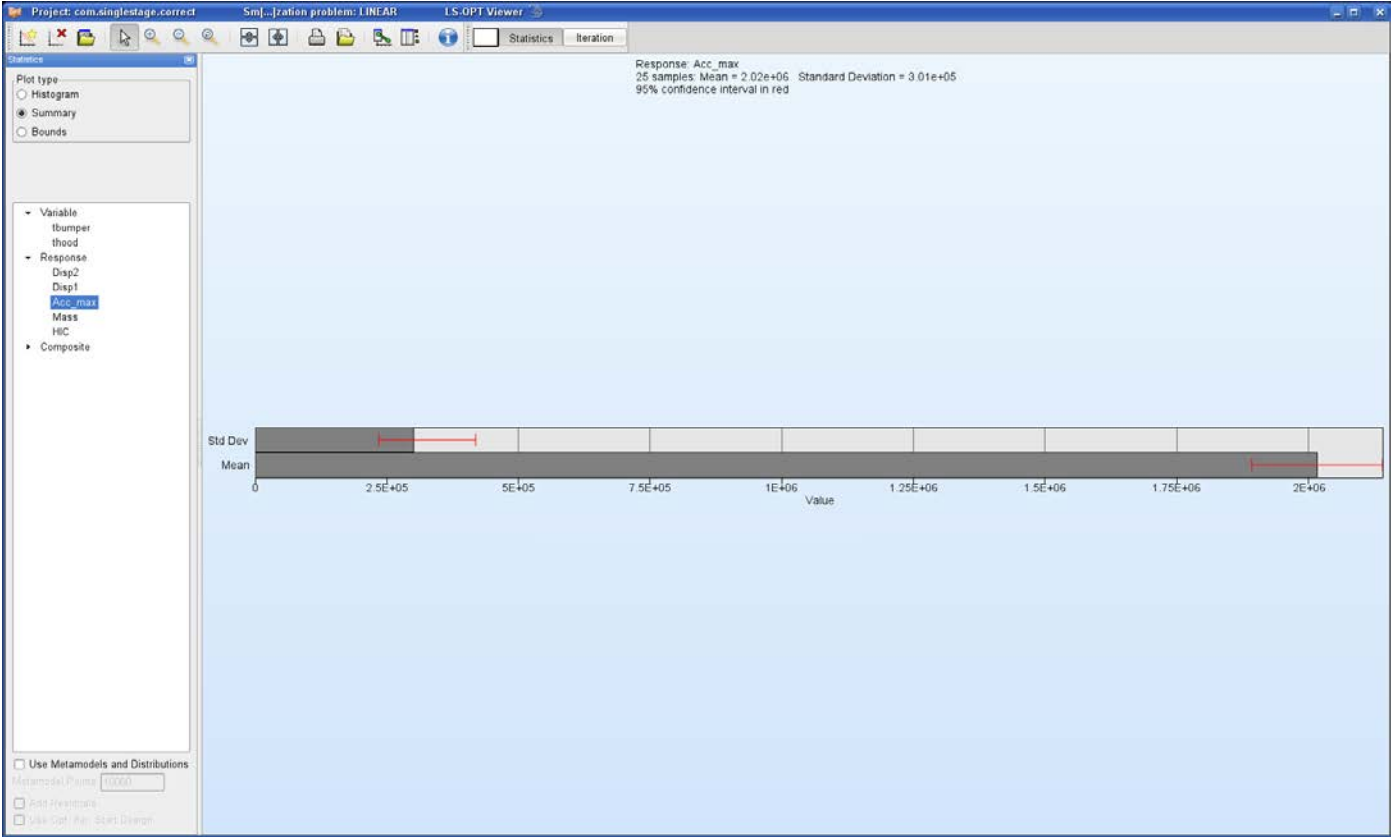 Project: com.singlestage.correct Sm[...]zation problem: LINEAR LS-OPT Viewer
Statistics Iteration
Statistics
Plot type
Histogram
Summary
Bounds
Variable
tbumper
thood
Response
Disp2
Disp1
Acc_max
Mass
HIC
Composite
Use Metamodels and Distributions
Metamodel Points 10000
Add Residuals
Response: Acc_max
25 samples: Mean = 2.02e+06 Standard Deviation = 3.01e+05
95% confidence interval in red
Std Dev
Mean
0 2.5E+05 5E+05 7.5E+05 1E+06 1.25E+06 1.5E+06 1.75E+06 2E+06
Value